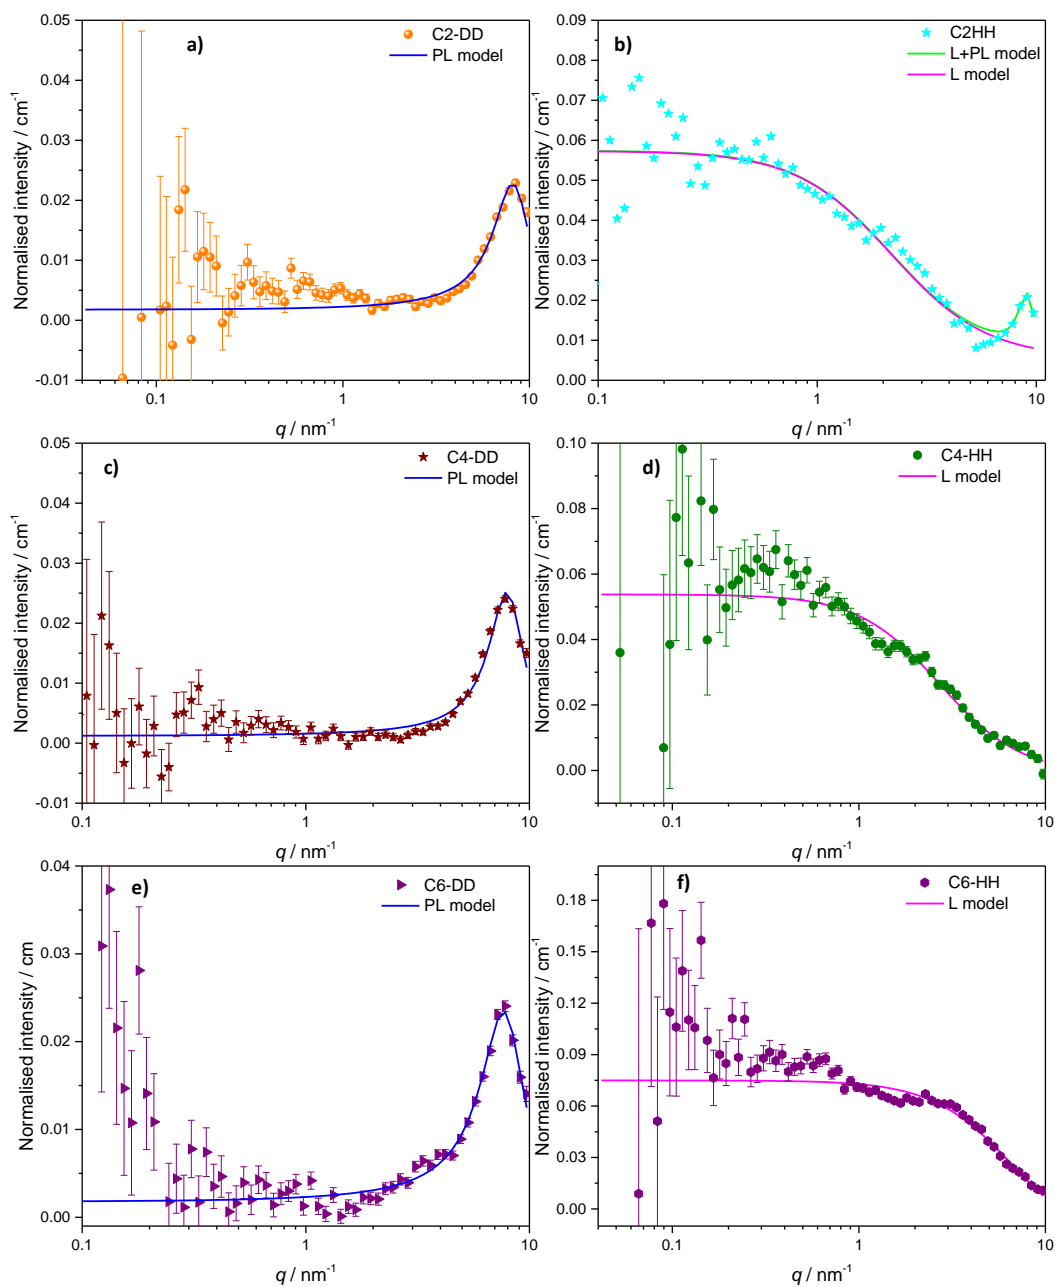 a)
C2-DD
PL model
0.05
0.04
0.03
0.02
0.01
0.00
-0.01
0.1
1
10
Normalised intensity / cm-1
q / nm-1
b)
C2HH
L+PL model
L model
0.09
0.08
0.07
0.06
0.05
0.04
0.03
0.02
0.01
0.00
0.1
1
10
Normalised intensity / cm-1
q / nm-1
c)
C4-DD
PL model
0.05
0.04
0.03
0.02
0.01
0.00
-0.01
0.1
1
10
Normalised intensity / cm-1
q / nm-1
d)
C4-HH
L model
0.10
0.08
0.06
0.04
0.02
0.00
0.1
1
10
Normalised intensity / cm-1
q / nm-1
e)
C6-DD
PL model
0.04
0.03
0.02
0.01
0.00
0.1
1
10
Normalised intensity / cm
q / nm-1
f)
C6-HH
L model
0.18
0.15
0.12
0.09
0.06
0.03
0.00
0.1
1
10
Normalised intensity / cm-1
q / nm-1